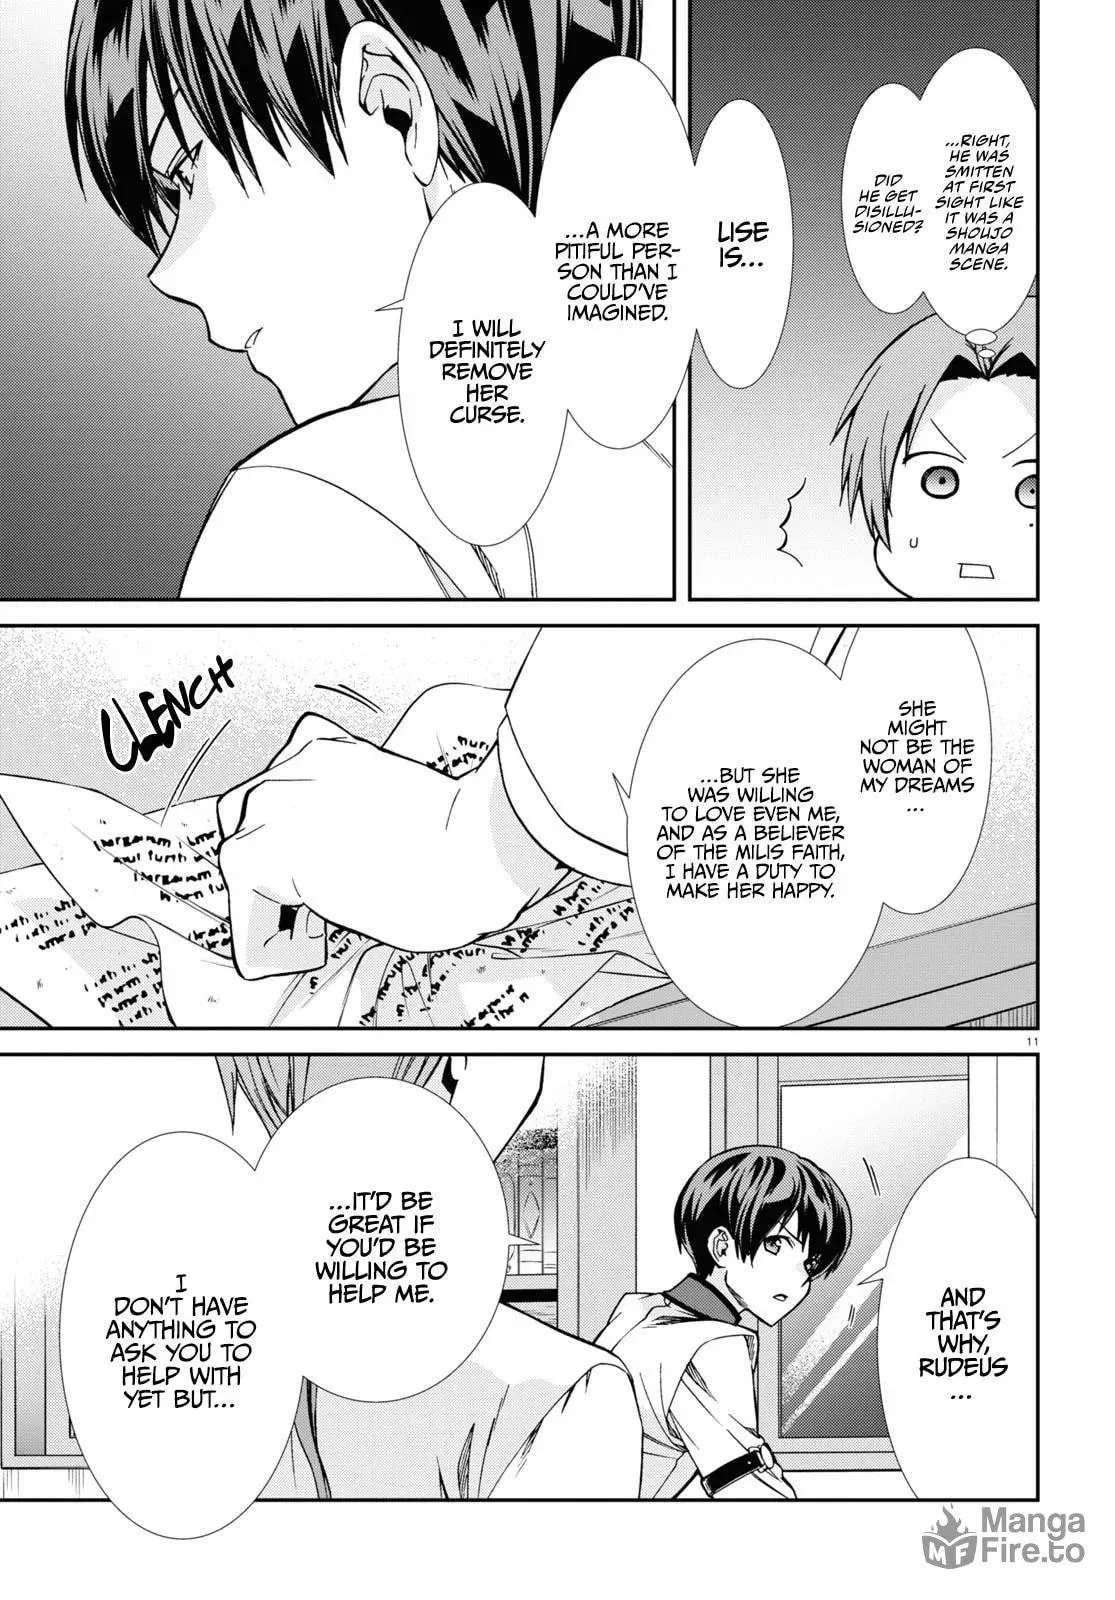 ...RIGHT,
HE WAS
SMITTEN
AT FIRST
SIGHT LIKE
IT WAS A
SHOUJO
MANGA
SCENE.
DID
HE GET
DISILLU-
SIONED?
LISE
IS...
...A MORE
PITIFUL PER-
SON THAN I
COULD'VE
IMAGINED.
I WILL
DEFINITELY
REMOVE
HER
CURSE.
SHE
MIGHT
NOT BE THE
WOMAN OF
MY DREAMS
...
...BUT SHE
WAS WILLING
TO LOVE EVEN ME,
AND AS A BELIEVER
OF THE MILIS FAITH,
I HAVE A DUTY TO
MAKE HER HAPPY.
CLENCH
11
AND
THAT'S
WHY,
RUDEUS
...
...IT'D BE
GREAT IF
YOU'D BE
WILLING TO
HELP ME.
I
DON'T HAVE
ANYTHING TO
ASK YOU TO
HELP WITH
YET BUT...
MF
Manga
Fire.to